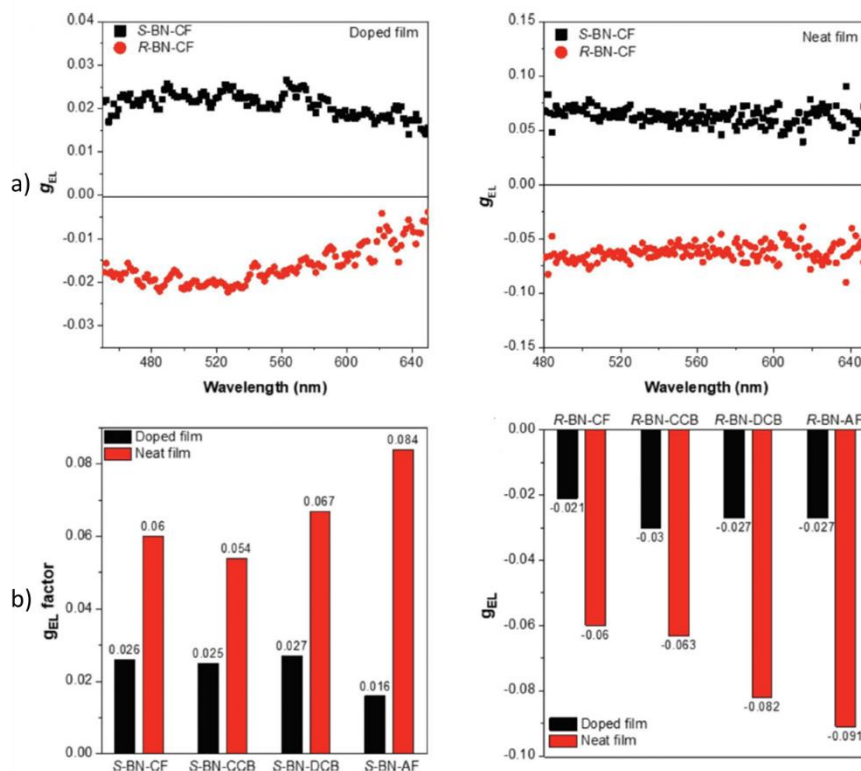 a)
S-BN-CF
R-BN-CF
Doped film
0.04
0.03
0.02
0.01
0.00
-0.01
-0.02
-0.03
gEL
480 520 560 600 640
Wavelength (nm)
S-BN-CF
R-BN-CF
Neat film
0.15
0.10
0.05
0.00
-0.05
-0.10
-0.15
gEL
480 520 560 600 640
Wavelength (nm)
b)
Doped film
Neat film
0.08
0.06
0.04
0.02
0.00
gEL factor
0.026 0.06 0.025 0.054 0.027 0.067 0.016 0.084
S-BN-CF S-BN-CCB S-BN-DCB S-BN-AF
R-BN-CF R-BN-CCB R-BN-DCB R-BN-AF
0.00
-0.02
-0.04
-0.06
-0.08
-0.10
gEL
-0.021 -0.06 -0.03 -0.063 -0.027 -0.082 -0.027 -0.091
Doped film
Neat film